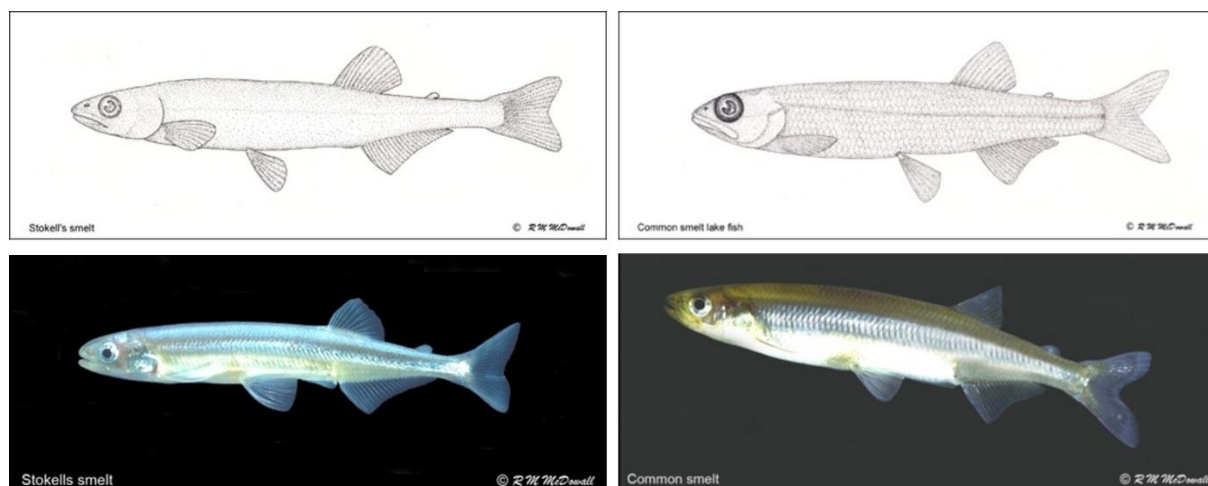 Stokell's smelt
© R M McDowall
Common smelt lake fish
© R M McDowall
Stokells smelt
© R M McDowall
Common smelt
© R M McDowall